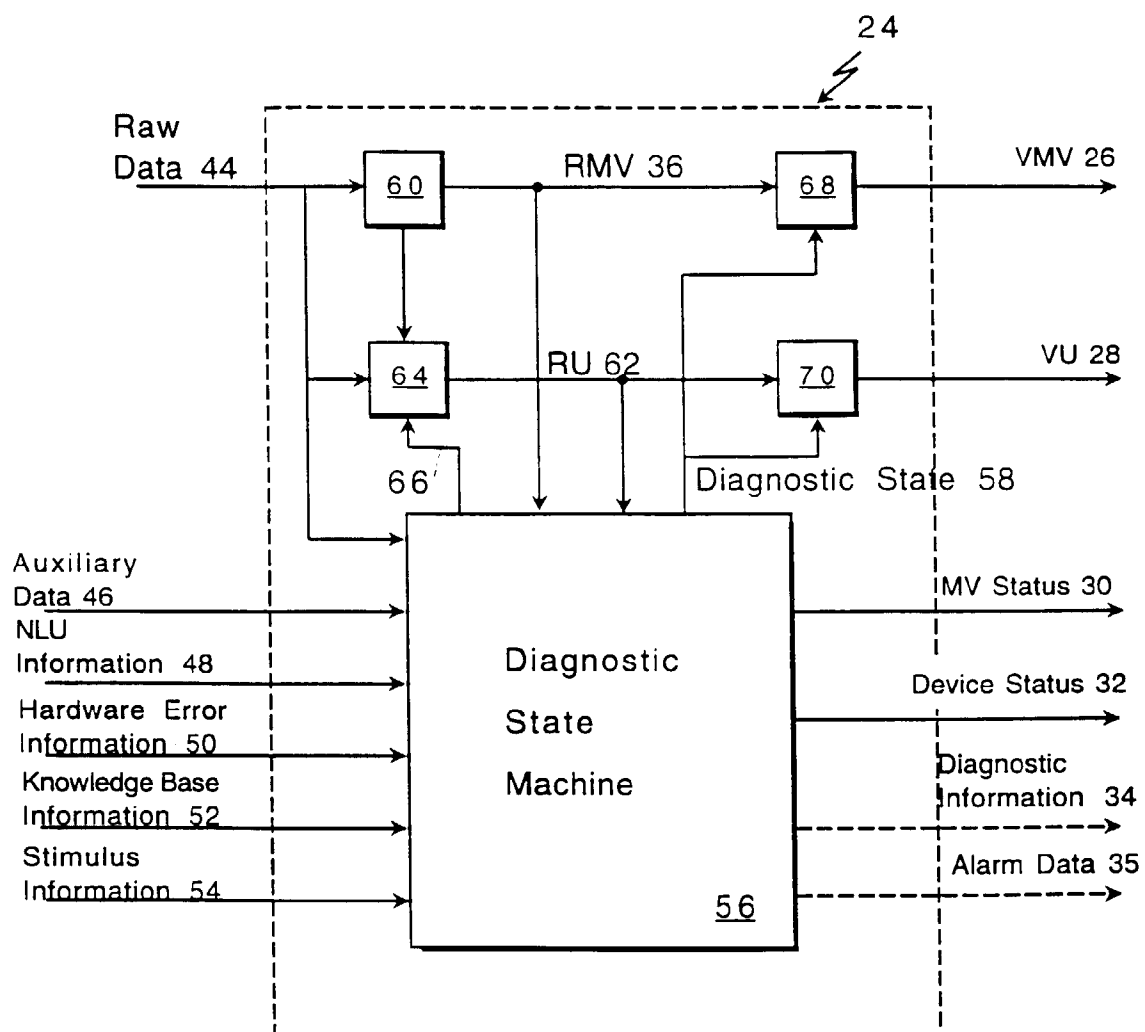 24
Raw
Data 44
60
RMV 36
68
VMV 26
64
RU 62
70
VU 28
66
Diagnostic State 58
Auxiliary
Data 46
NLU
Information 48
Hardware Error
Information 50
Knowledge Base
Information 52
Stimulus
Information 54
Diagnostic
State
Machine
56
MV Status 30
Device Status 32
Diagnostic
Information 34
Alarm Data 35